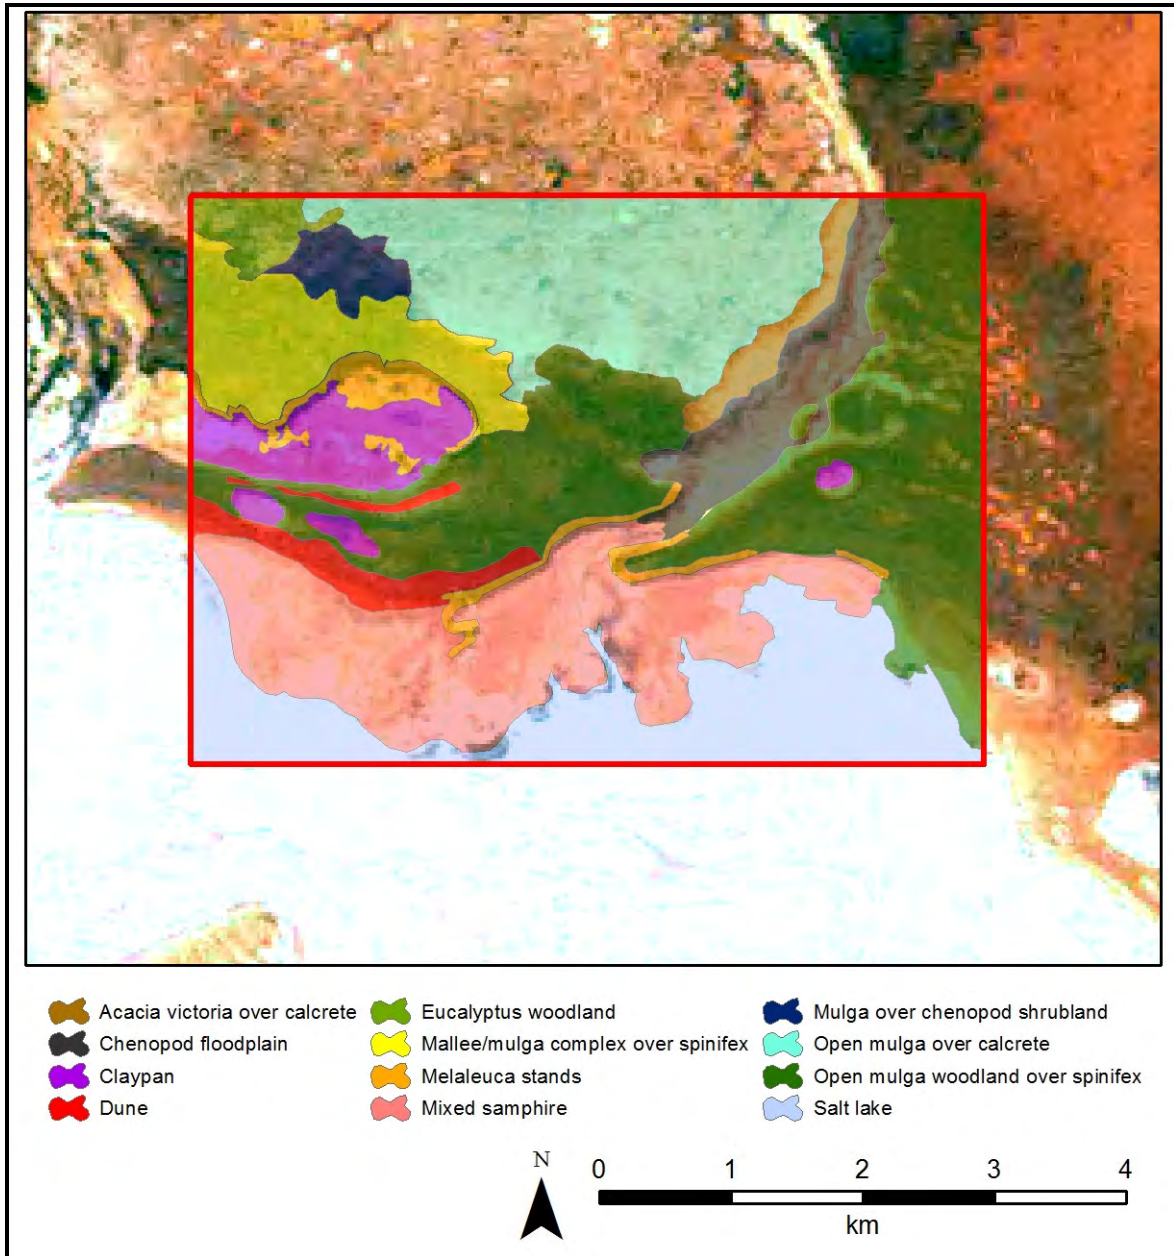 Acacia victoria over calcrete
Chenopod floodplain
Claypan
Dune
Eucalyptus woodland
Mallee/mulga complex over spinifex
Melaleuca stands
Mixed samphire
Mulga over chenopod shrubland
Open mulga over calcrete
Open mulga woodland over spinifex
Salt lake
N
0 1 2 3 4
km